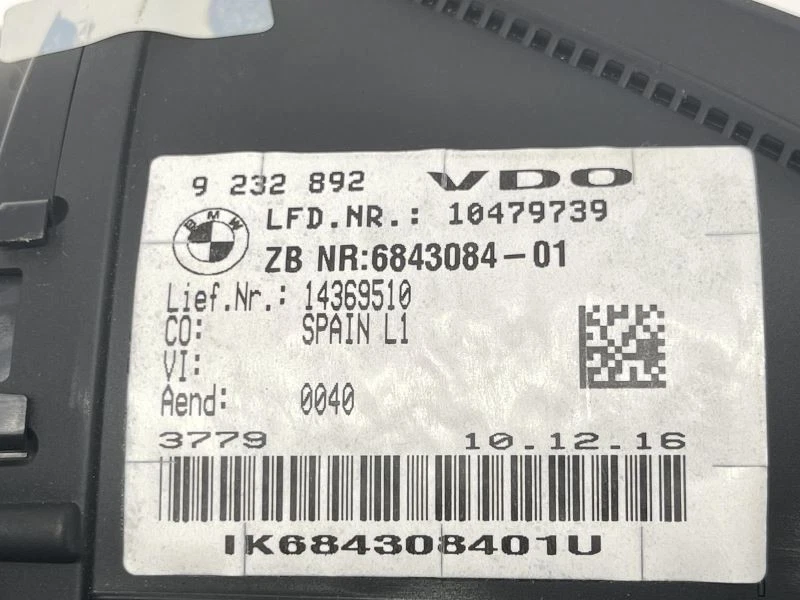 9 232 892 VDO
BMW
LFD.NR.: 10479739
ZB NR:6843084-01
Lief.Nr.: 14369510
CO: SPAIN L1
VI:
Aend: 0040
3779 10.12.16
IK684308401U